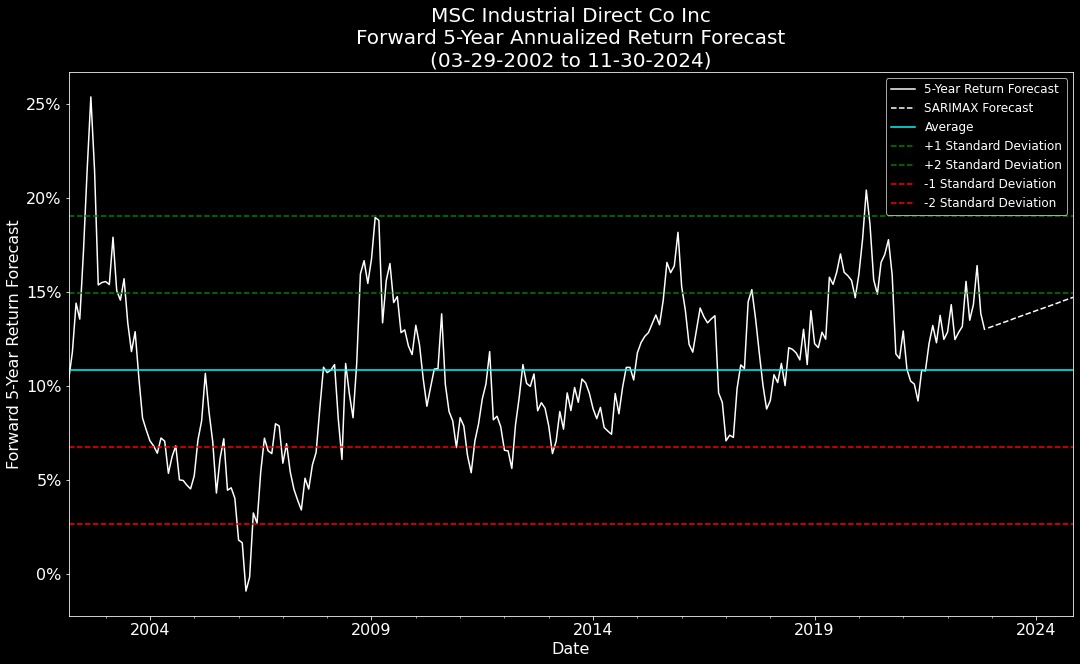 MSC Industrial Direct Co Inc
Forward 5-Year Annualized Return Forecast
(03-29-2002 to 11-30-2024)
5-Year Return Forecast
SARIMAX Forecast
Average
+1 Standard Deviation
+2 Standard Deviation
-1 Standard Deviation
-2 Standard Deviation
Forward 5-Year Return Forecast
25%
20%
15%
10%
5%
0%
2004
2009
2014
2019
2024
Date